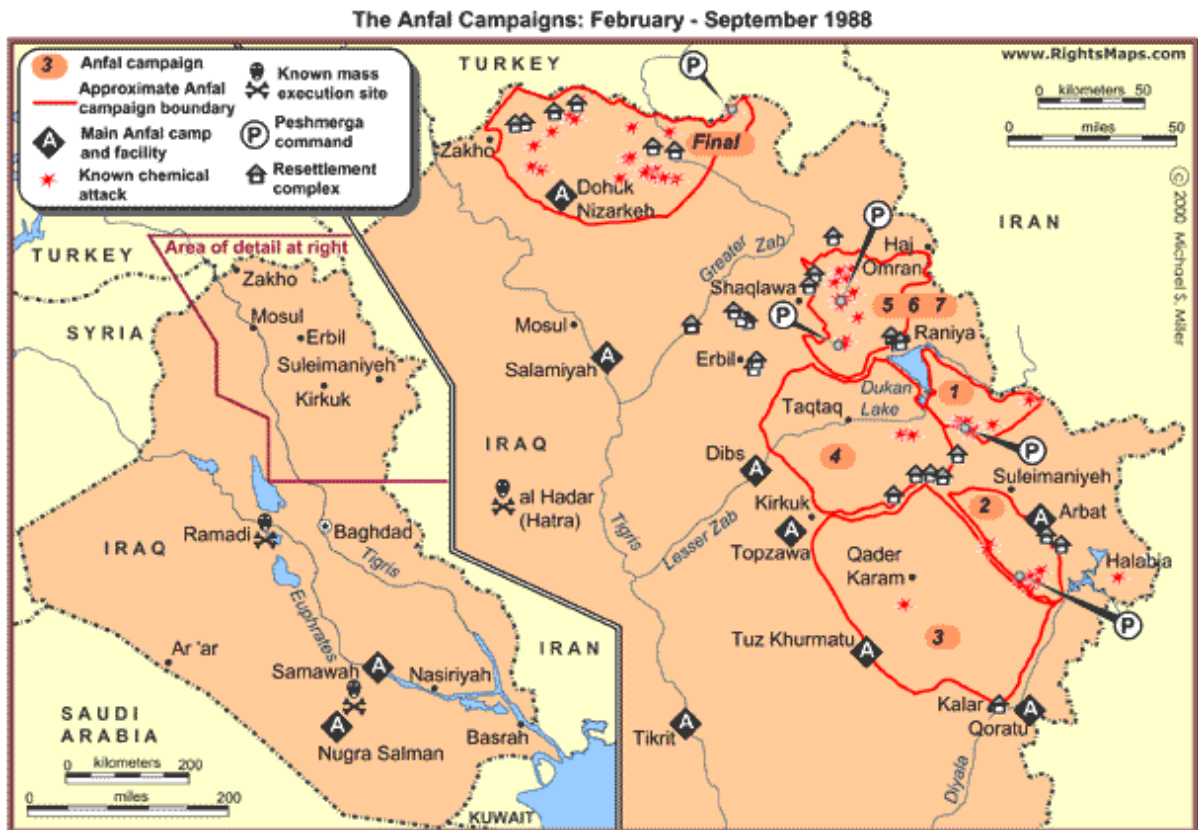 The Anfal Campaigns: February - September 1988
3 Anfal campaign
Approximate Anfal
campaign boundary
A Main Anfal camp
and facility
Known chemical
attack
Known mass
execution site
P Peshmerga
command
Resettlement
complex
www.RightsMaps.com
0 kilometers 50
0 miles 50
© 2000 Michael S. Miller
TURKEY
IRAN
P
Final
Zakho
A Dohuk
Nizarkeh
Greater Zab
P
Haj
Omran
Shaqlawa
5 6 7
P
Raniya
Mosul
Erbil
A
Salamiyah
Dukan
Lake
1
Taqtaq
P
IRAQ
4
Dibs A
Suleimaniyeh
al Hadar
(Hatra)
Kirkuk
2
A Arbat
Tigris
Lesser Zab
A
Topzawa
Qader
Karam
Halabja
P
3
Tuz Khurmatu A
Kalar
A
Qoratu
Tikrit A
Diyala
TURKEY
Area of detail at right
Zakho
SYRIA
Mosul
Erbil
Suleimaniyeh
Kirkuk
Ramadi
Baghdad
IRAQ
Tigris
Euphrates
IRAN
Ar 'ar
Samawah A
Nasiriyah
SAUDI
ARABIA
A
Nugra Salman
Basrah
0 kilometers 200
0 miles 200
KUWAIT